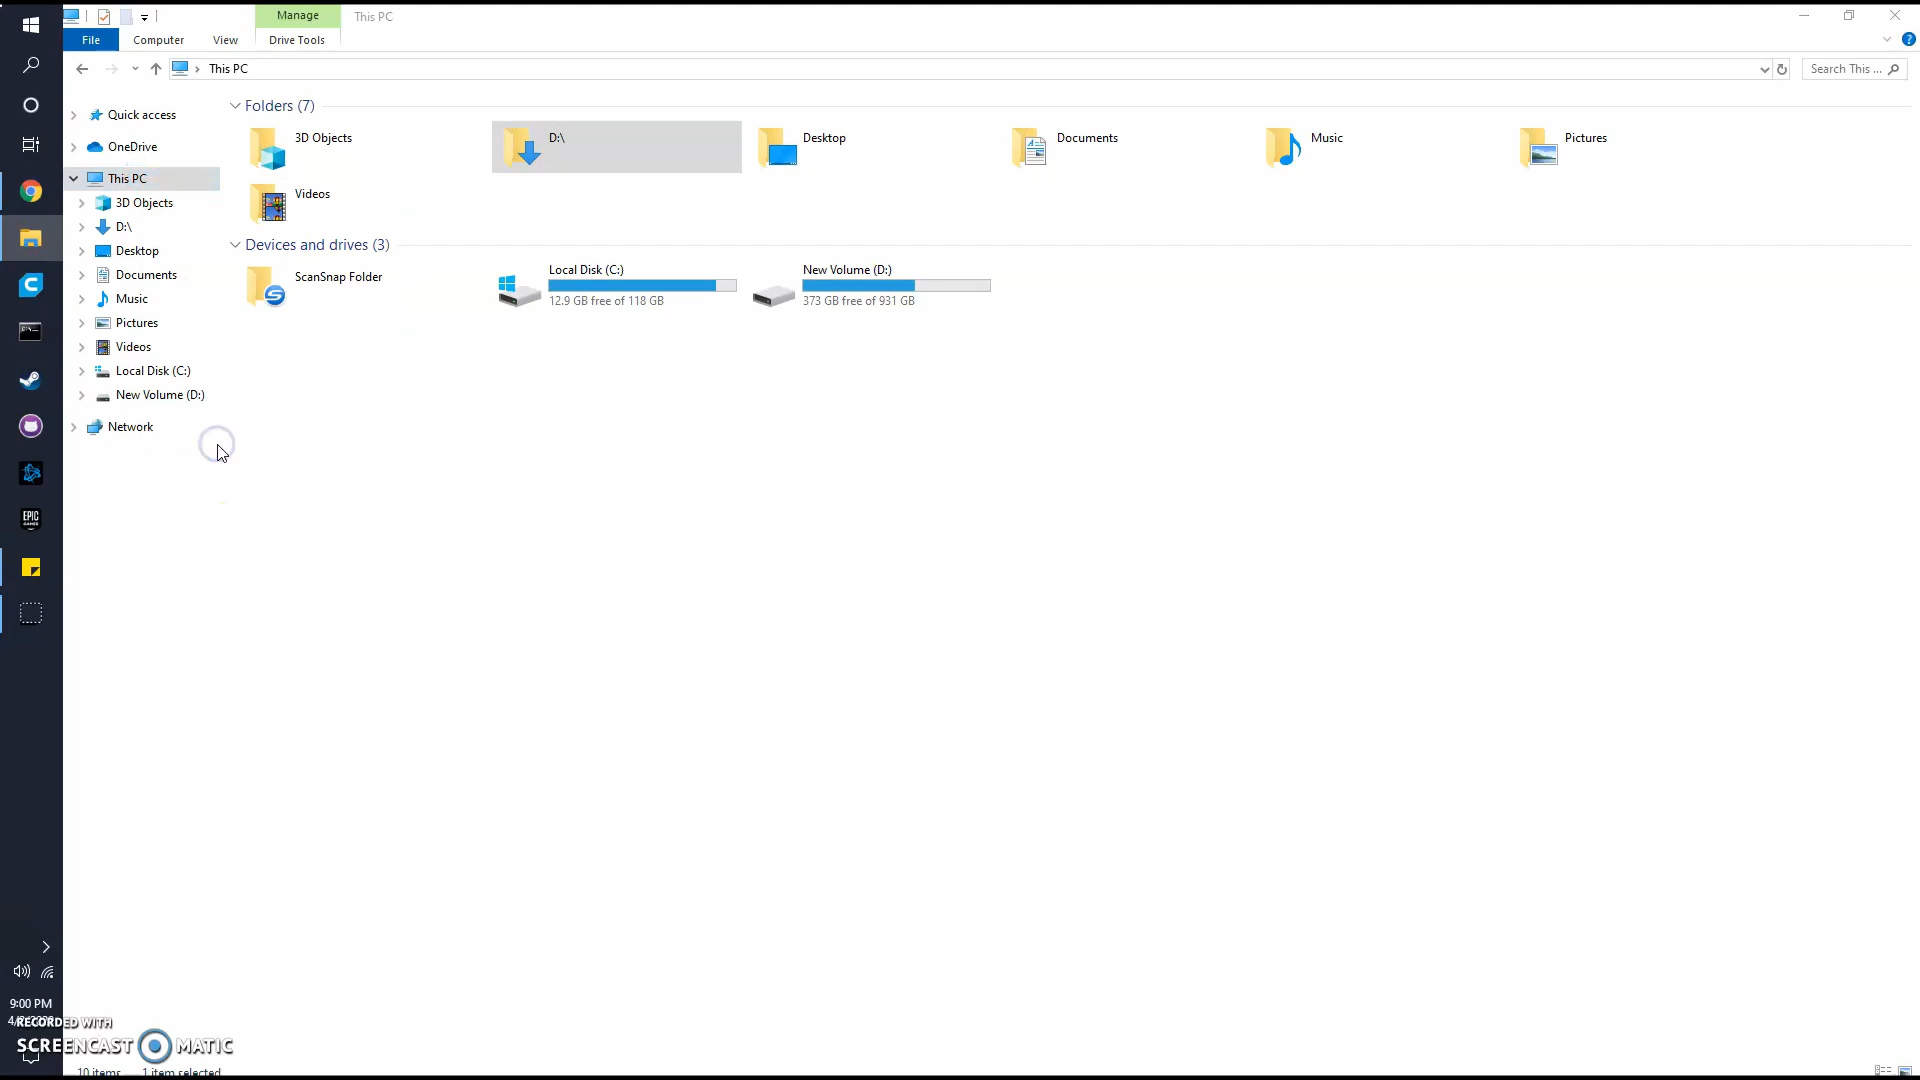 Manage
This PC
File
Computer
View
Drive Tools
This PC
Search This ...
Quick access
OneDrive
This PC
3D Objects
D:\
Desktop
Documents
Music
Pictures
Videos
Local Disk (C:)
New Volume (D:)
Network
Folders (7)
3D Objects
D:\
Desktop
Documents
Music
Pictures
Videos
Devices and drives (3)
ScanSnap Folder
Local Disk (C:)
12.9 GB free of 118 GB
New Volume (D:)
373 GB free of 931 GB
EPIC
GAMES
9:00 PM
RECORDED WITH
SCREENCAST MATIC
10 items
1 item selected